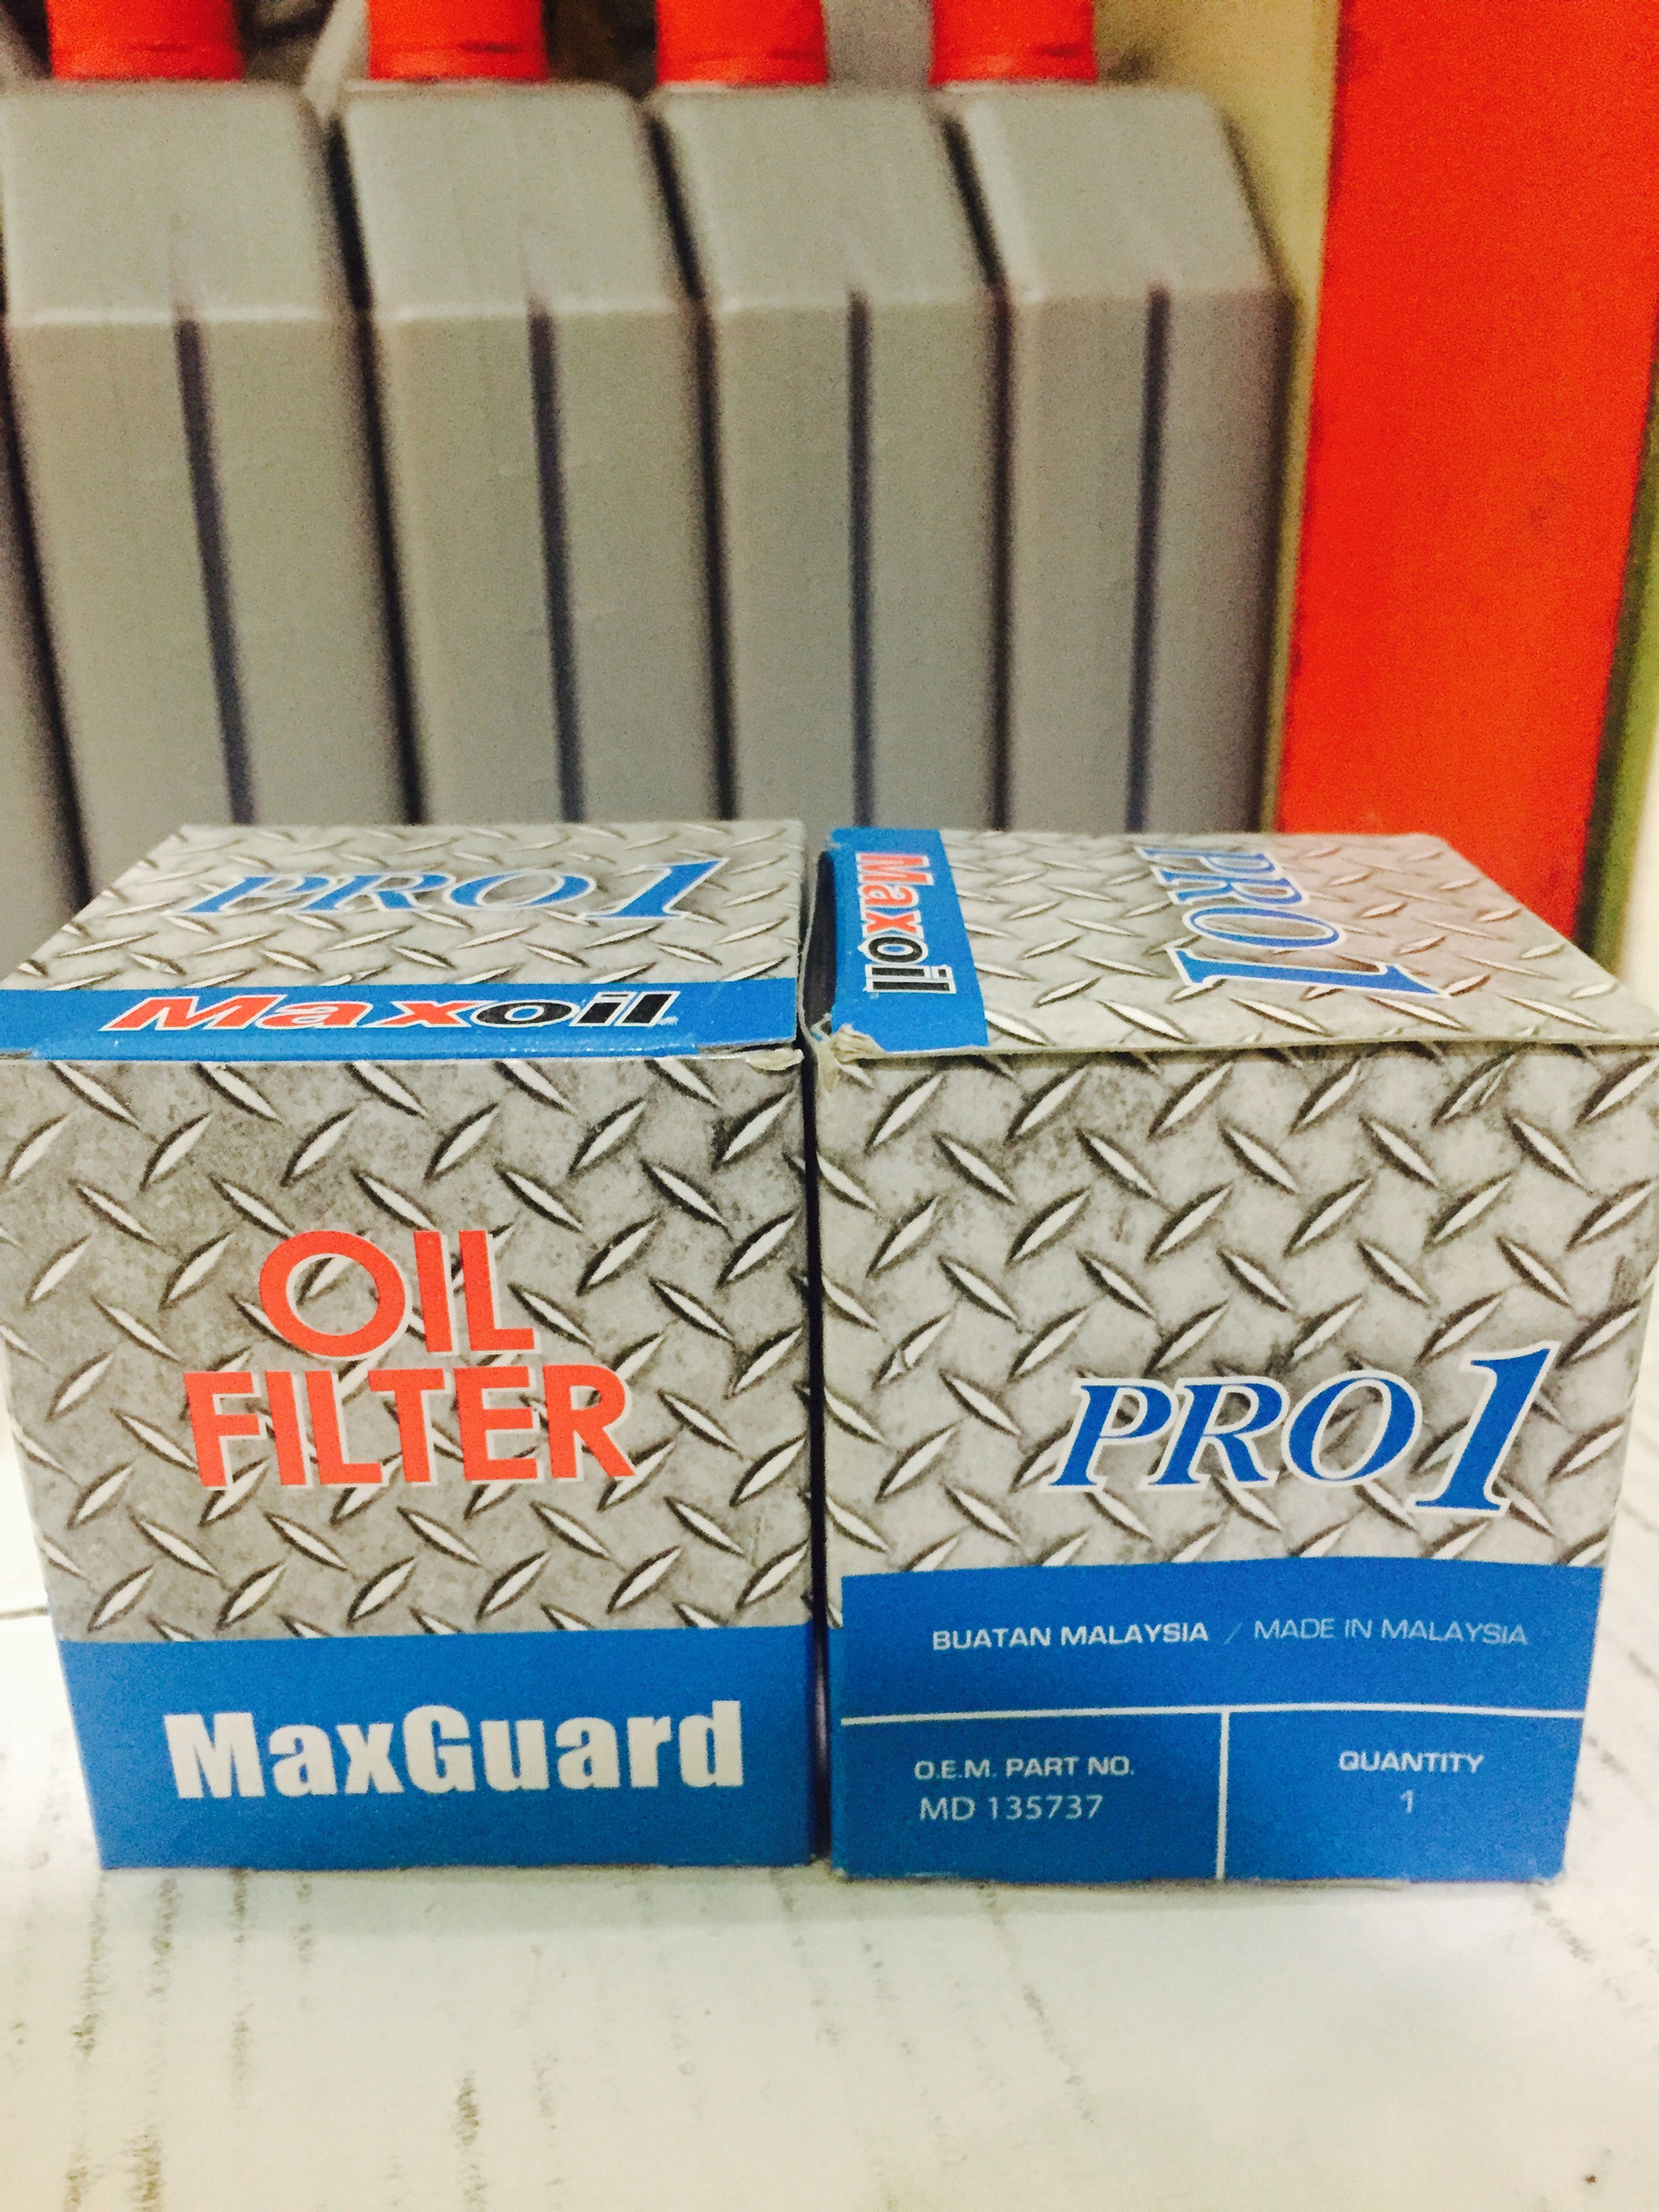 PRO1
Maxoil
OIL
FILTER
MaxGuard
Maxoil
PRO1
PRO1
BUATAN MALAYSIA / MADE IN MALAYSIA
O.E.M. PART NO.
MD 135737
QUANTITY
1